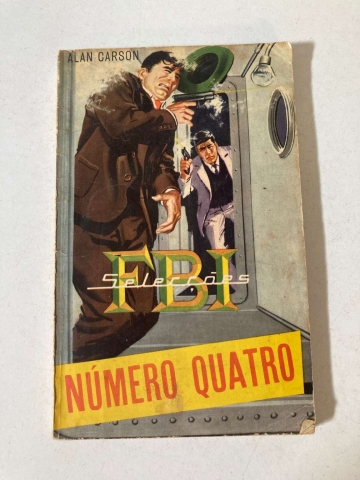 ALAN CARSON
FBI
Selecções
NÚMERO QUATRO